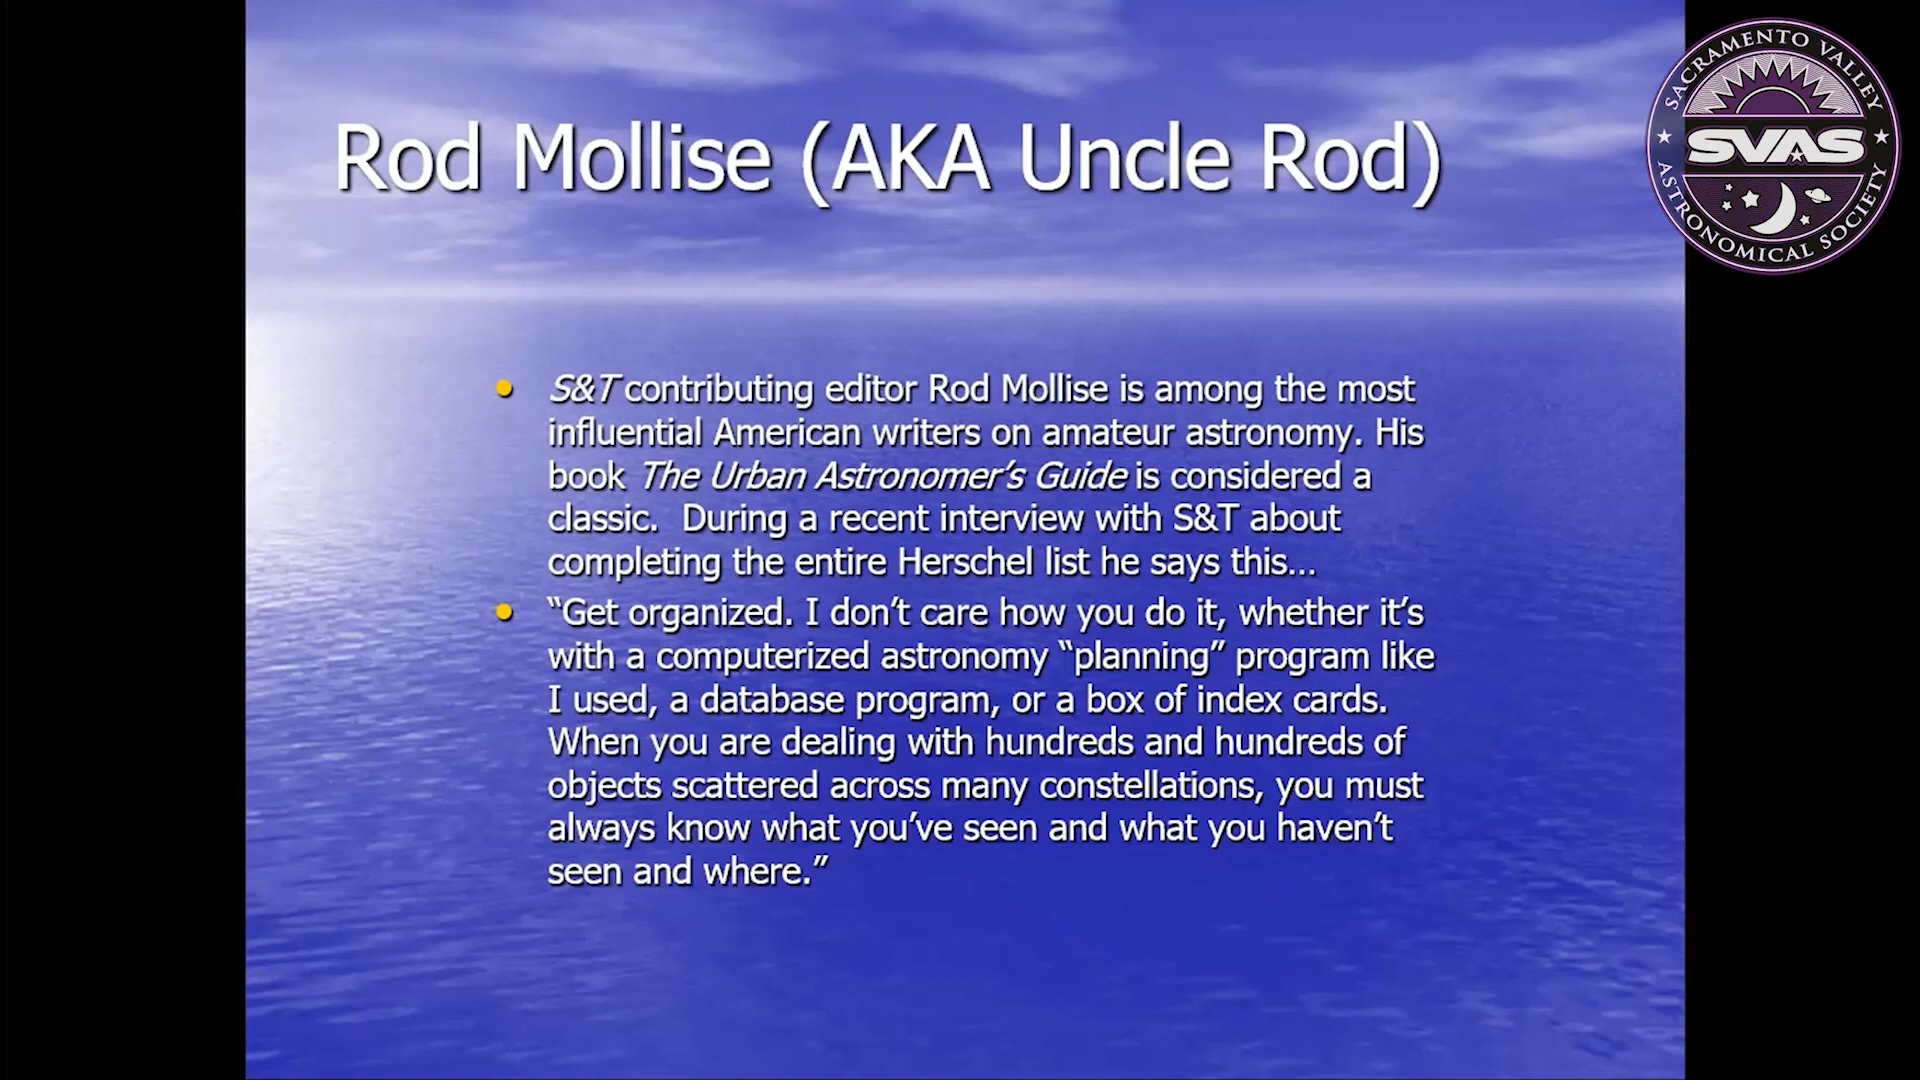 Rod Mollise (AKA Uncle Rod)
SACRAMENTO VALLEY
SVAS
ASTRONOMICAL SOCIETY
• S&T contributing editor Rod Mollise is among the most
influential American writers on amateur astronomy. His
book The Urban Astronomer’s Guide is considered a
classic.  During a recent interview with S&T about
completing the entire Herschel list he says this…
• “Get organized. I don’t care how you do it, whether it’s
with a computerized astronomy “planning” program like
I used, a database program, or a box of index cards.
When you are dealing with hundreds and hundreds of
objects scattered across many constellations, you must
always know what you’ve seen and what you haven’t
seen and where.”